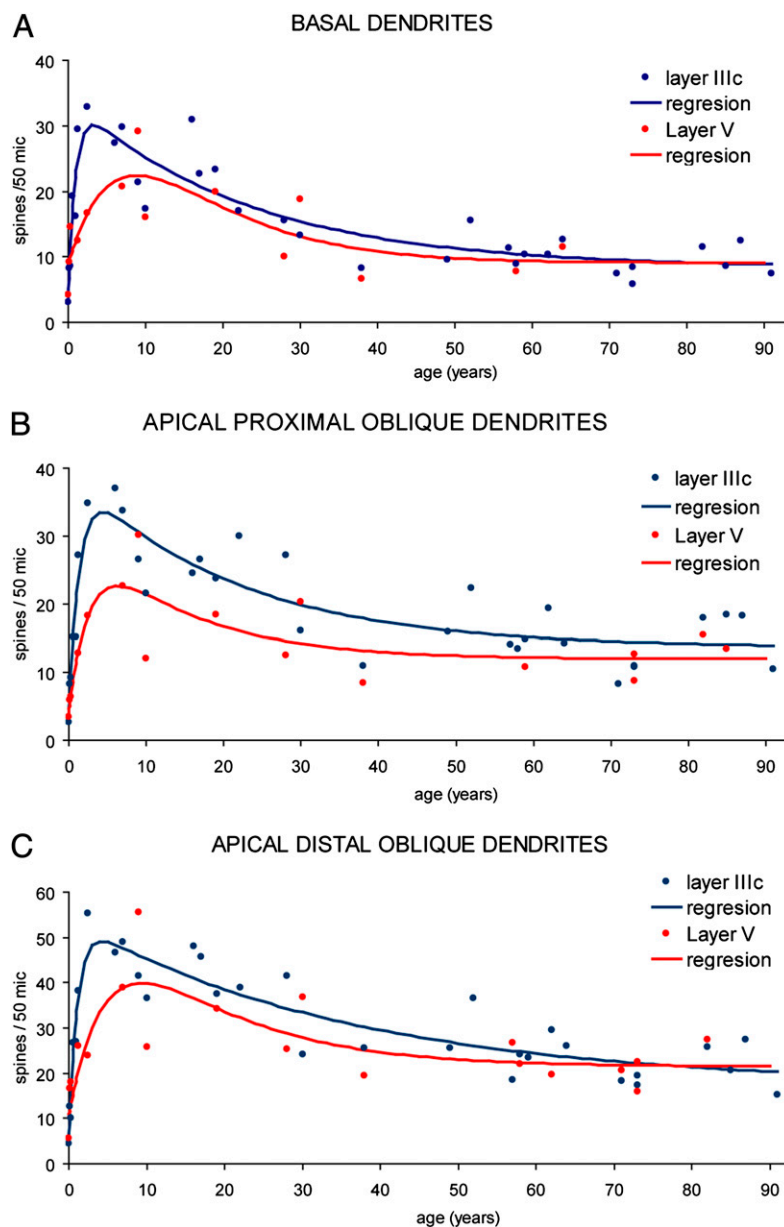 A
BASAL DENDRITES
40
30
20
10
0
spines /50 mic
layer IIIc
regresion
Layer V
regresion
0 10 20 30 40 50 60 70 80 90
age (years)
B
APICAL PROXIMAL OBLIQUE DENDRITES
40
30
20
10
0
spines / 50 mic
layer IIIc
regresion
Layer V
regresion
0 10 20 30 40 50 60 70 80 90
age (years)
C
APICAL DISTAL OBLIQUE DENDRITES
60
50
40
30
20
10
0
spines / 50 mic
layer IIIc
regresion
Layer V
regresion
0 10 20 30 40 50 60 70 80 90
age (years)